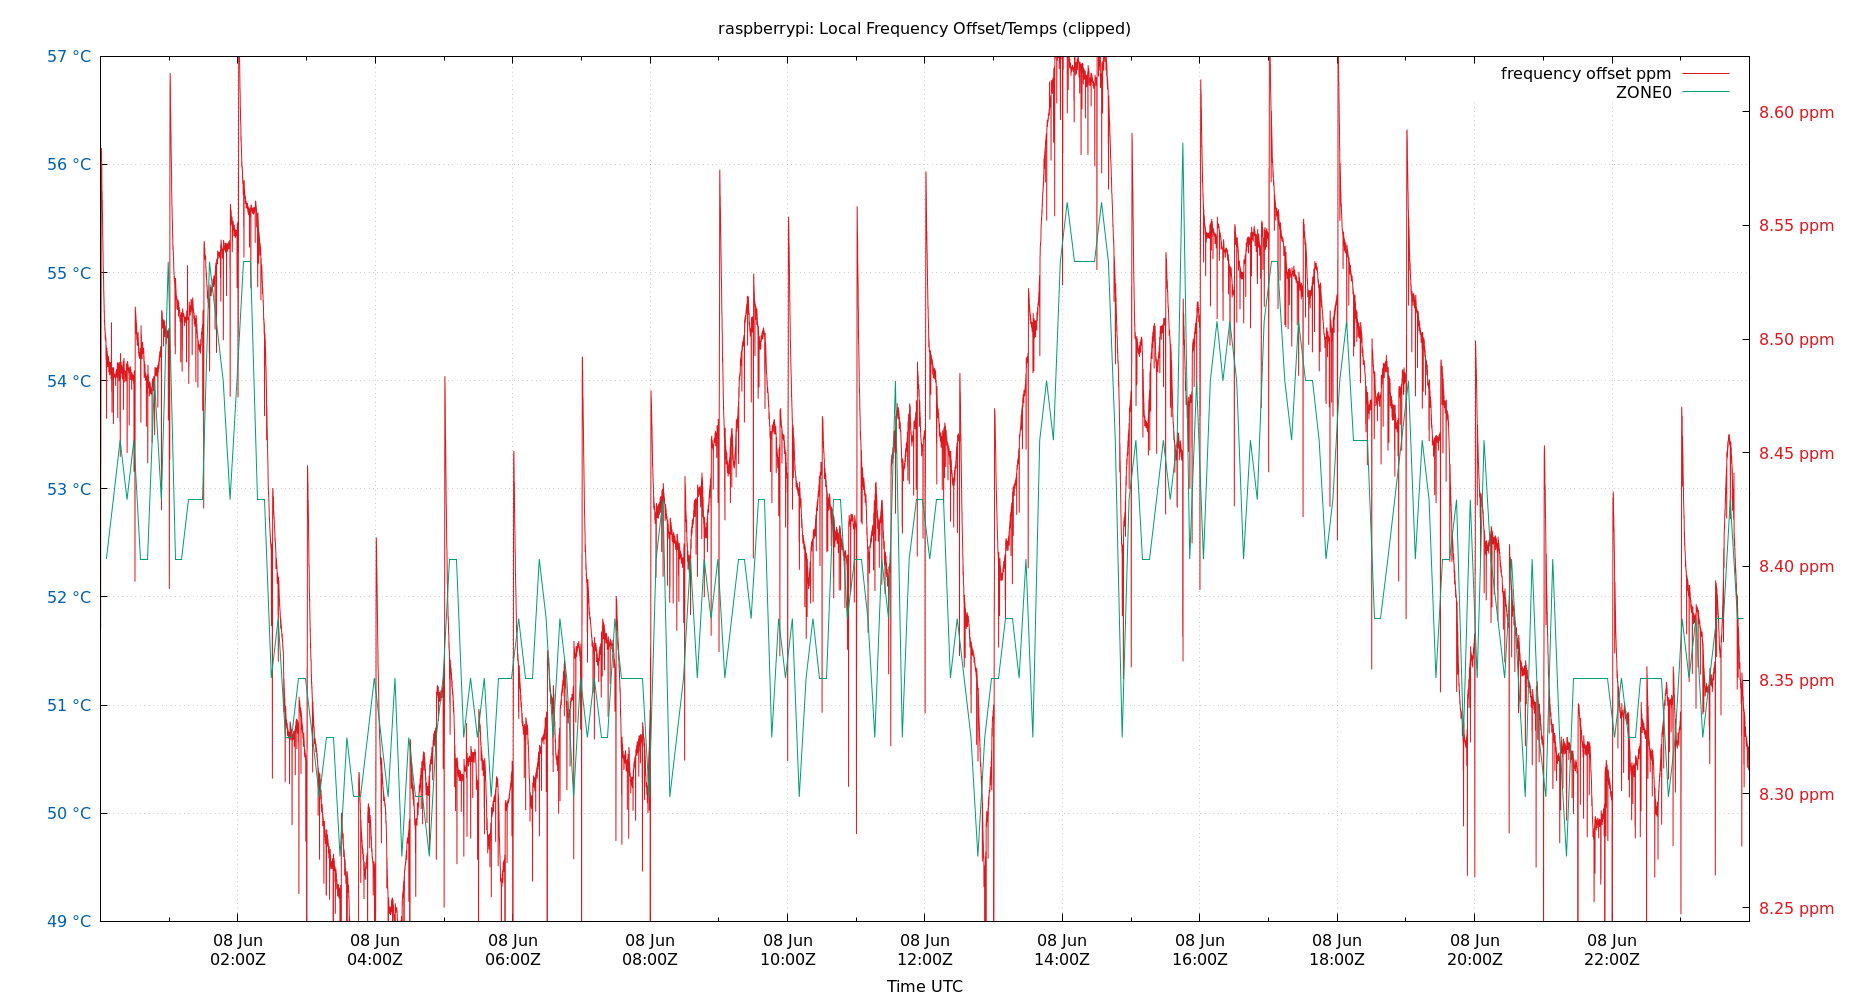 raspberrypi: Local Frequency Offset/Temps (clipped)
57 °C
56 °C
55 °C
54 °C
53 °C
52 °C
51 °C
50 °C
49 °C
frequency offset ppm
ZONE0
8.60 ppm
8.55 ppm
8.50 ppm
8.45 ppm
8.40 ppm
8.35 ppm
8.30 ppm
8.25 ppm
08 Jun
02:00Z
08 Jun
04:00Z
08 Jun
06:00Z
08 Jun
08:00Z
08 Jun
10:00Z
08 Jun
12:00Z
08 Jun
14:00Z
08 Jun
16:00Z
08 Jun
18:00Z
08 Jun
20:00Z
08 Jun
22:00Z
Time UTC